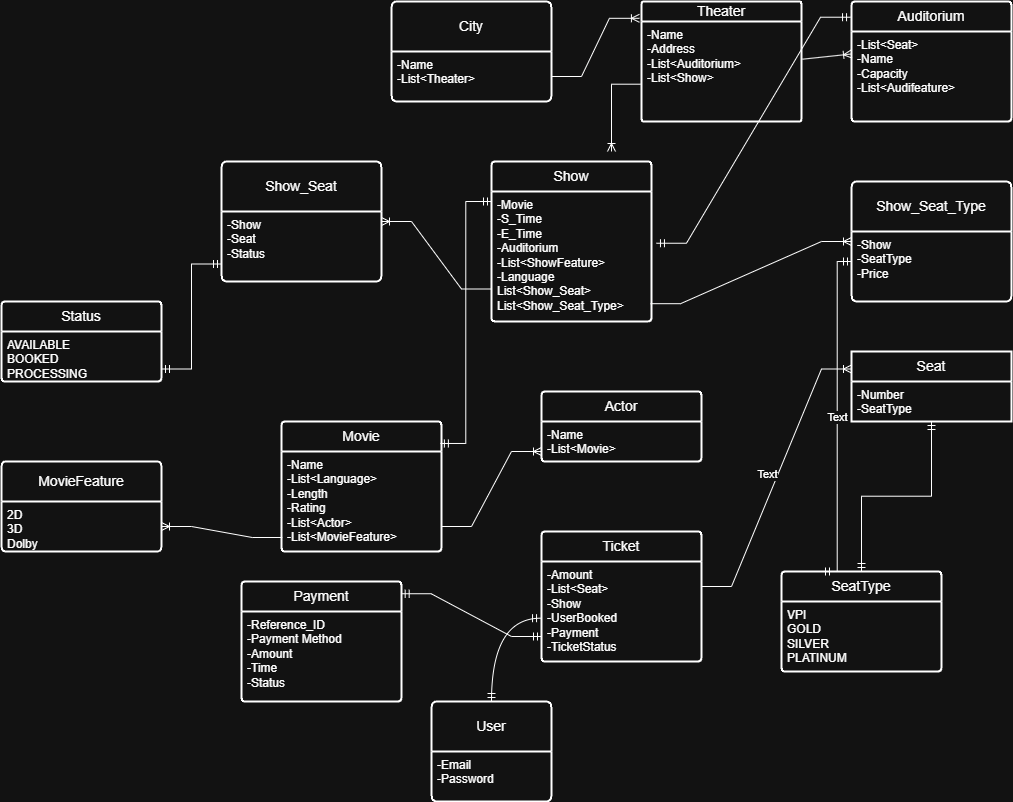 City
-Name
-List<Theater>
Theater
-Name
-Address
-List<Auditorium>
-List<Show>
Auditorium
-List<Seat>
-Name
-Capacity
-List<Audifeature>
Show_Seat
-Show
-Seat
-Status
Show
-Movie
-S_Time
-E_Time
-Auditorium
-List<ShowFeature>
-Language
List<Show_Seat>
List<Show_Seat_Type>
Show_Seat_Type
-Show
-SeatType
-Price
Status
AVAILABLE
BOOKED
PROCESSING
Seat
-Number
-SeatType
Text
Actor
-Name
-List<Movie>
Movie
-Name
-List<Language>
-Length
-Rating
-List<Actor>
-List<MovieFeature>
MovieFeature
2D
3D
Dolby
Text
Ticket
-Amount
-List<Seat>
-Show
-UserBooked
-Payment
-TicketStatus
SeatType
VPI
GOLD
SILVER
PLATINUM
Payment
-Reference_ID
-Payment Method
-Amount
-Time
-Status
User
-Email
-Password